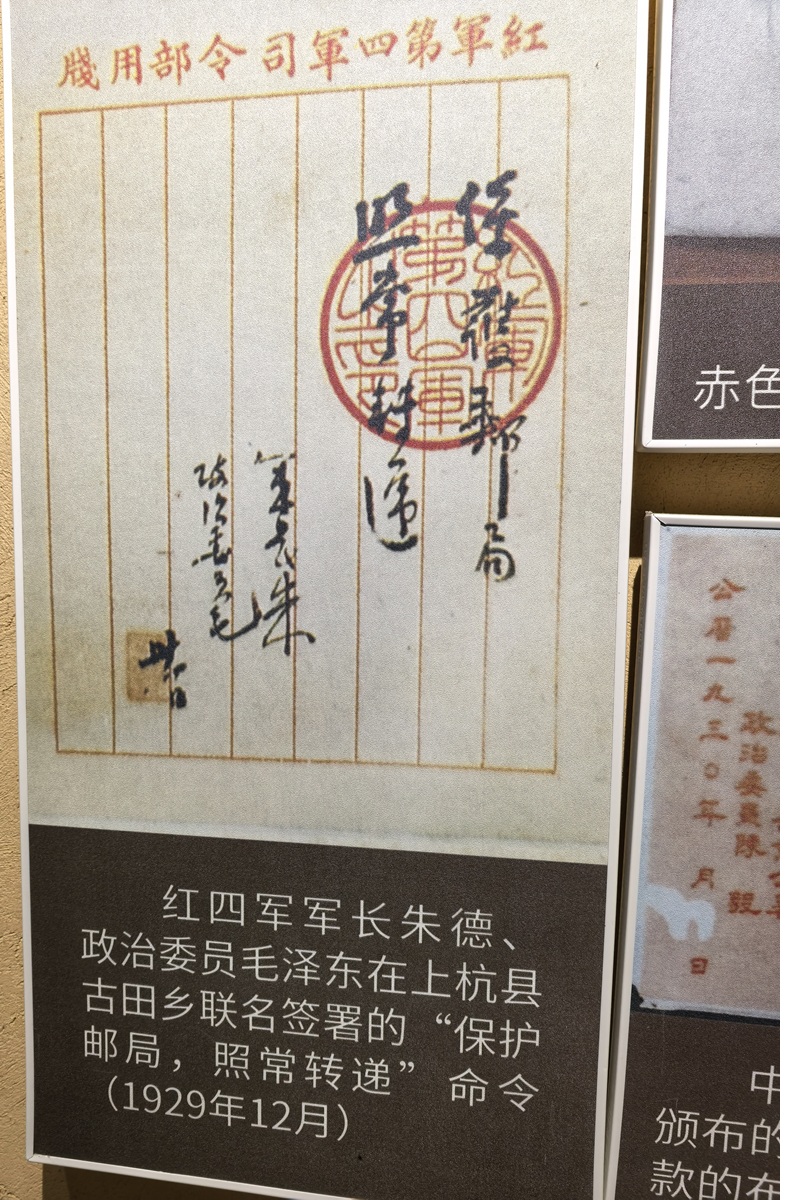 紅軍第四軍司令部用牋
保護郵局
照常轉遞
軍長朱
政治委員毛
红四军军长朱德、
政治委员毛泽东在上杭县
古田乡联名签署的“保护
邮局，照常转递”命令
（1929年12月）
赤色
政治委員陳毅
公曆一九三〇年 月 日
中
颁布的
款的布